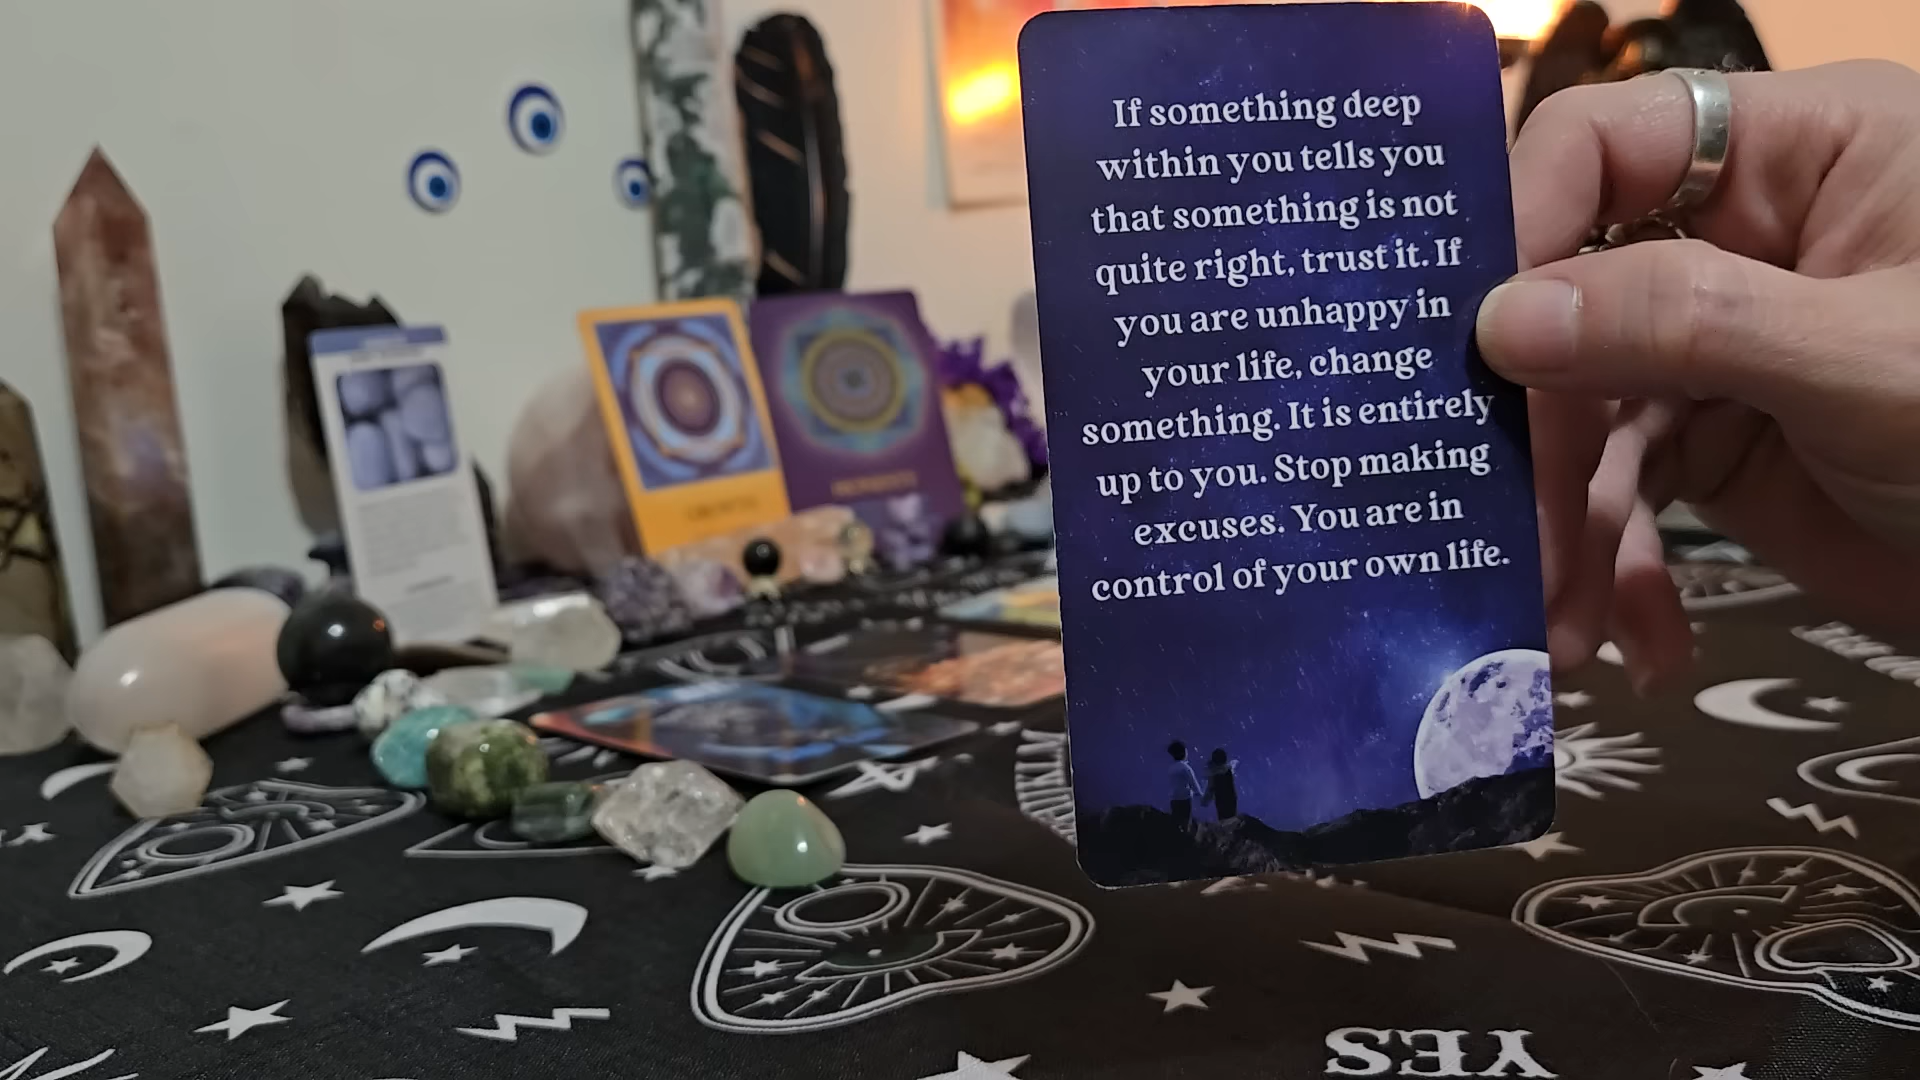 If something deep
within you tells you
that something is not
quite right, trust it. If
you are unhappy in
your life, change
something. It is entirely
up to you. Stop making
excuses. You are in
control of your own life.
YES